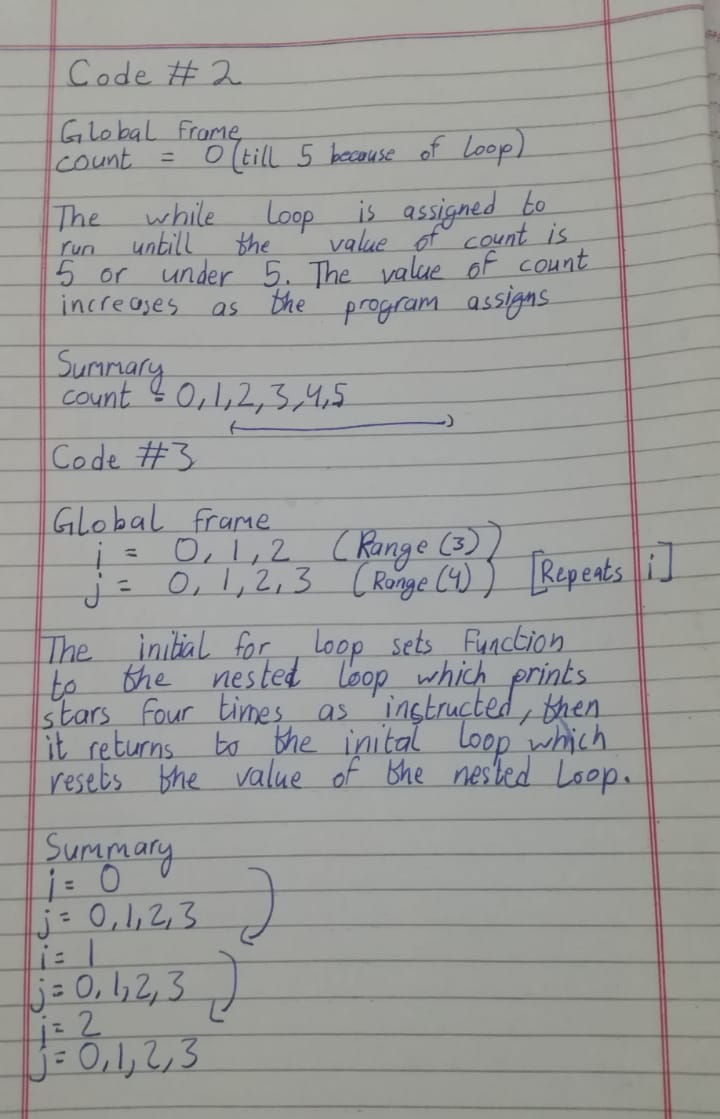 Code # 2
Global Frame
count = 0 (till 5 because of loop)
The while loop is assigned to
run untill the value of count is
5 or under 5. The value of count
increases as the program assigns
Summary
count = 0,1,2,3,4,5
Code #3
Global frame
i = 0,1,2 (Range(3))
j = 0,1,2,3 (Range(4)) [Repeats i]
The initial for loop sets Function
to the nested loop which prints
stars four times as instructed, then
it returns to the inital loop which
resets the value of the nested Loop.
Summary
i= 0
j= 0,1,2,3
i= 1
j= 0,1,2,3
i= 2
j= 0,1,2,3